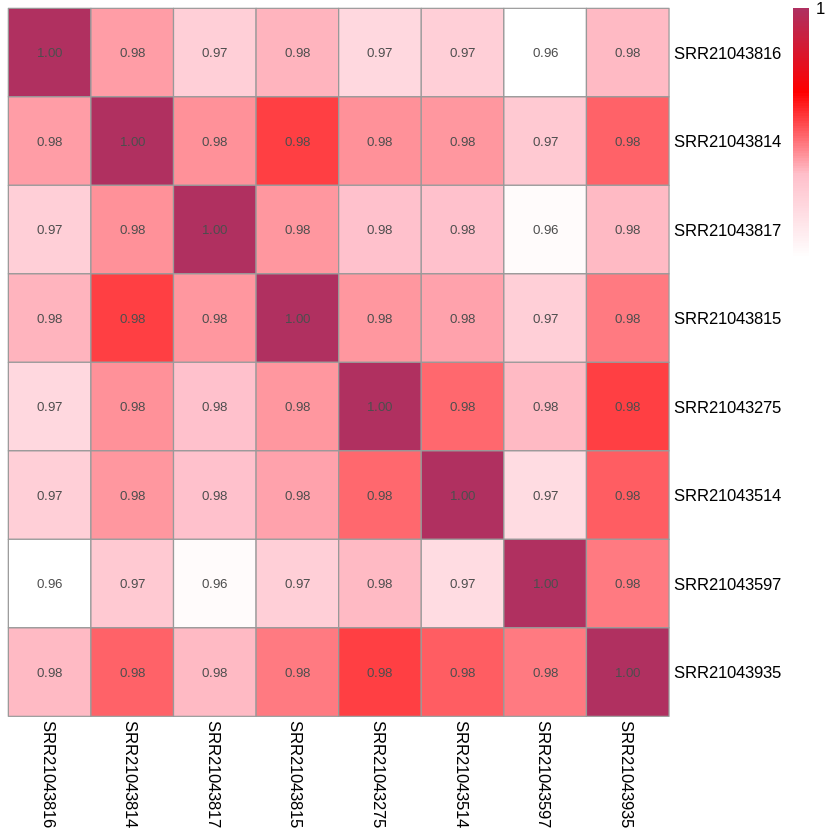 1
1.00 0.98 0.97 0.98 0.97 0.97 0.96 0.98 SRR21043816
0.98 1.00 0.98 0.98 0.98 0.98 0.97 0.98 SRR21043814
0.97 0.98 1.00 0.98 0.98 0.98 0.96 0.98 SRR21043817
0.98 0.98 0.98 1.00 0.98 0.98 0.97 0.98 SRR21043815
0.97 0.98 0.98 0.98 1.00 0.98 0.98 0.98 SRR21043275
0.97 0.98 0.98 0.98 0.98 1.00 0.97 0.98 SRR21043514
0.96 0.97 0.96 0.97 0.98 0.97 1.00 0.98 SRR21043597
0.98 0.98 0.98 0.98 0.98 0.98 0.98 1.00 SRR21043935
SRR21043816
SRR21043814
SRR21043817
SRR21043815
SRR21043275
SRR21043514
SRR21043597
SRR21043935